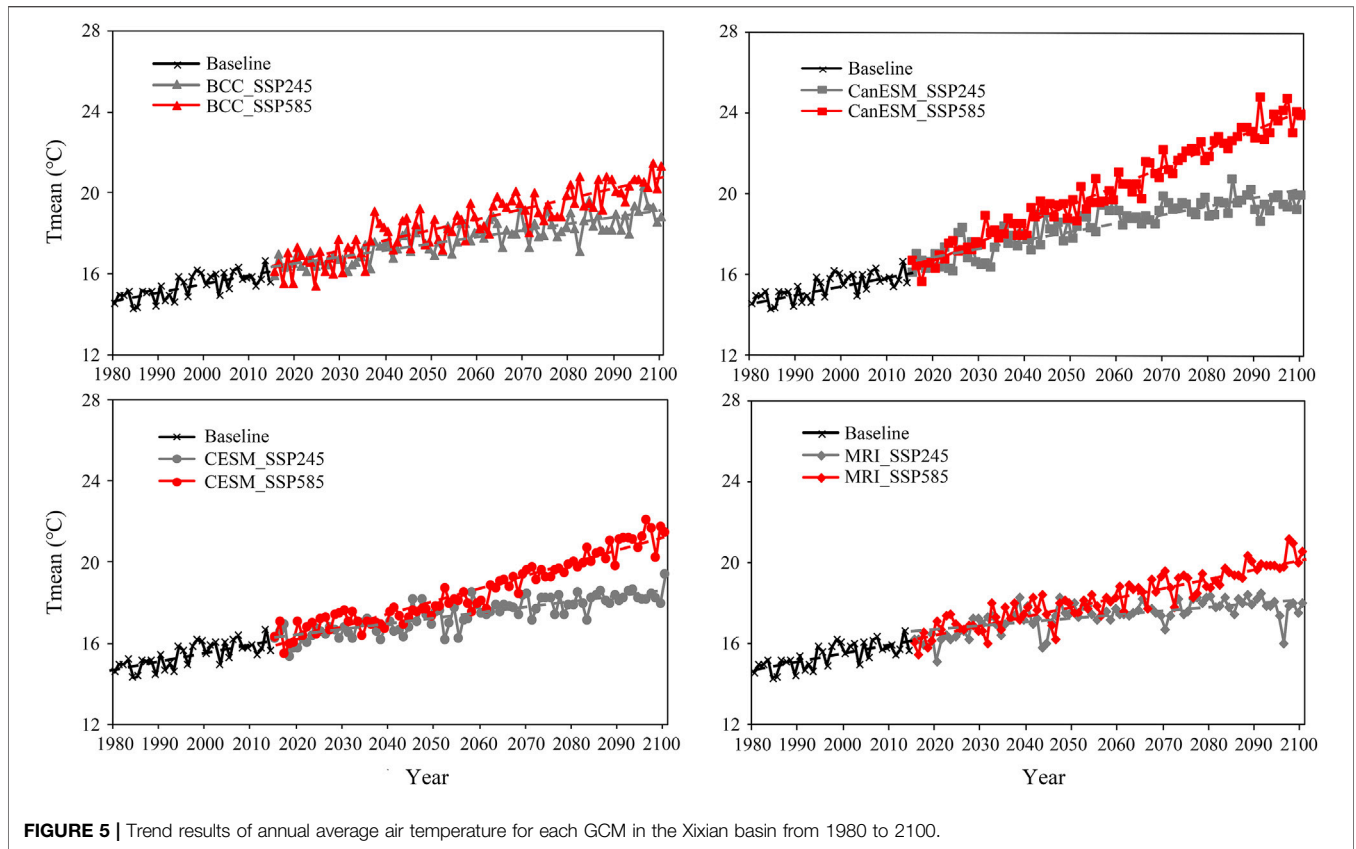 28
24
20
16
12
Tmean (°C)
Baseline
BCC_SSP245
BCC_SSP585
1980 1990 2000 2010 2020 2030 2040 2050 2060 2070 2080 2090 2100
28
24
20
16
12
Baseline
CanESM_SSP245
CanESM_SSP585
1980 1990 2000 2010 2020 2030 2040 2050 2060 2070 2080 2090 2100
28
24
20
16
12
Tmean (°C)
Baseline
CESM_SSP245
CESM_SSP585
1980 1990 2000 2010 2020 2030 2040 2050 2060 2070 2080 2090 2100
Year
28
24
20
16
12
Baseline
MRI_SSP245
MRI_SSP585
1980 1990 2000 2010 2020 2030 2040 2050 2060 2070 2080 2090 2100
Year
FIGURE 5 | Trend results of annual average air temperature for each GCM in the Xixian basin from 1980 to 2100.